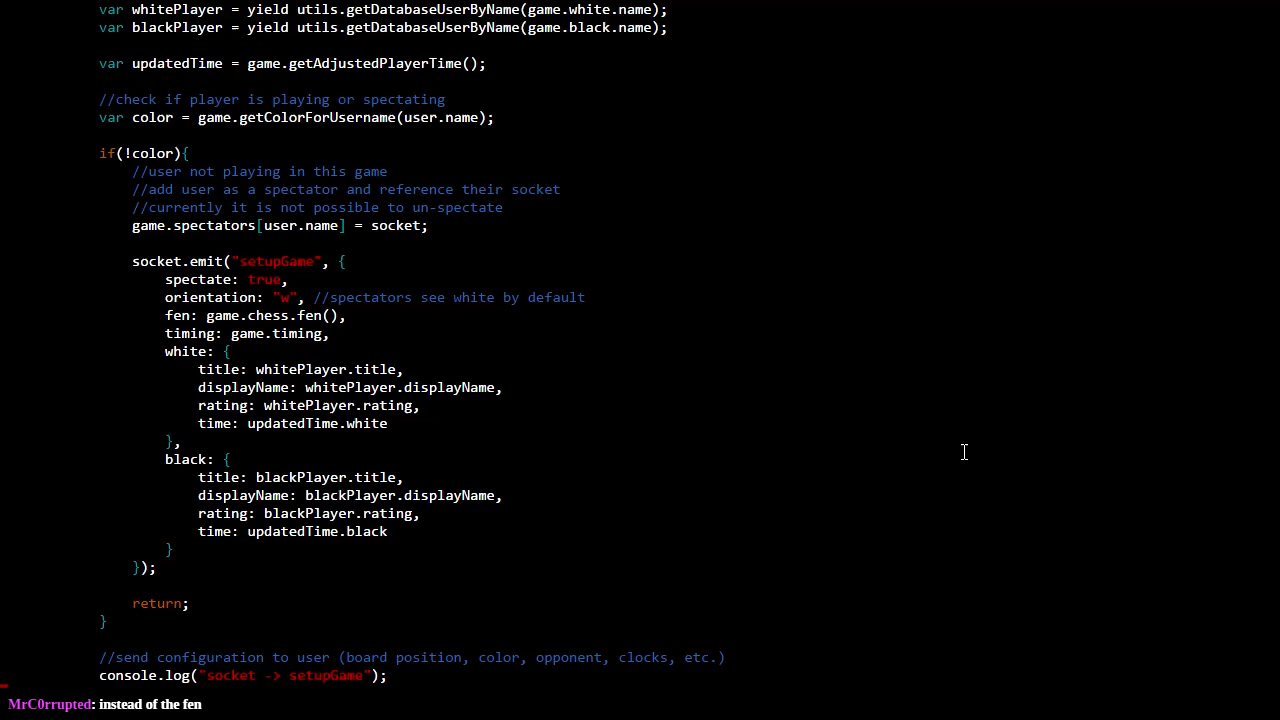 var whitePlayer = yield utils.getDatabaseUserByName(game.white.name);
var blackPlayer = yield utils.getDatabaseUserByName(game.black.name);
var updatedTime = game.getAdjustedPlayerTime();
//check if player is playing or spectating
var color = game.getColorForUsername(user.name);
if(!color){
//user not playing in this game
//add user as a spectator and reference their socket
//currently it is not possible to un-spectate
game.spectators[user.name] = socket;
socket.emit("setupGame", {
spectate: true,
orientation: "w", //spectators see white by default
fen: game.chess.fen(),
timing: game.timing,
white: {
title: whitePlayer.title,
displayName: whitePlayer.displayName,
rating: whitePlayer.rating,
time: updatedTime.white
},
black: {
title: blackPlayer.title,
displayName: blackPlayer.displayName,
rating: blackPlayer.rating,
time: updatedTime.black
}
});
return;
}
//send configuration to user (board position, color, opponent, clocks, etc.)
console.log("socket -> setupGame");
MrC0rrupted: instead of the fen